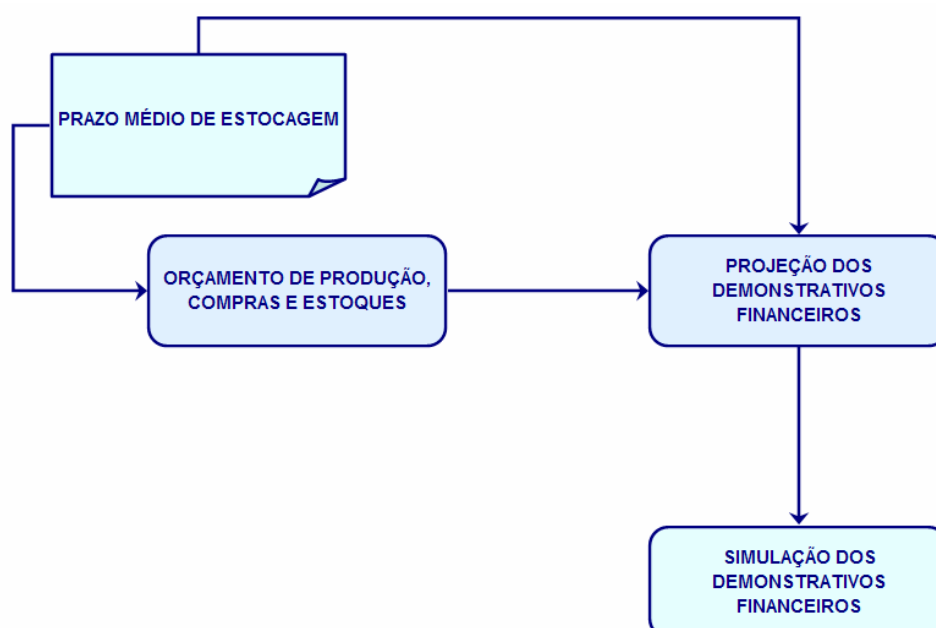 PRAZO MÉDIO DE ESTOCAGEM
ORÇAMENTO DE PRODUÇÃO,
COMPRAS E ESTOQUES
PROJEÇÃO DOS
DEMONSTRATIVOS
FINANCEIROS
SIMULAÇÃO DOS
DEMONSTRATIVOS
FINANCEIROS